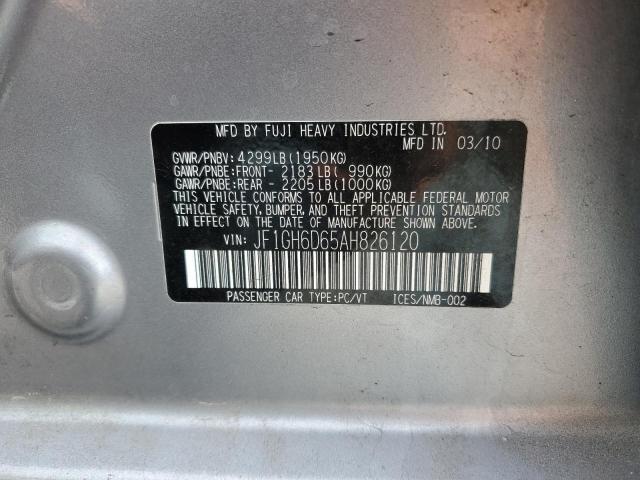 MFD BY FUJI HEAVY INDUSTRIES LTD.
MFD IN 03/10
GVWR/PNBV: 4299LB(1950KG)
GAWR/PNBE:FRONT- 2183LB( 990KG)
GAWR/PNBE:REAR - 2205LB(1000KG)
THIS VEHICLE CONFORMS TO ALL APPLICABLE FEDERAL MOTOR
VEHICLE SAFETY, BUMPER, AND THEFT PREVENTION STANDARDS
IN EFFECT ON THE DATE OF MANUFACTURE SHOWN ABOVE.
VIN: JF1GH6D65AH826120
PASSENGER CAR TYPE:PC/VT ICES/NMB-002